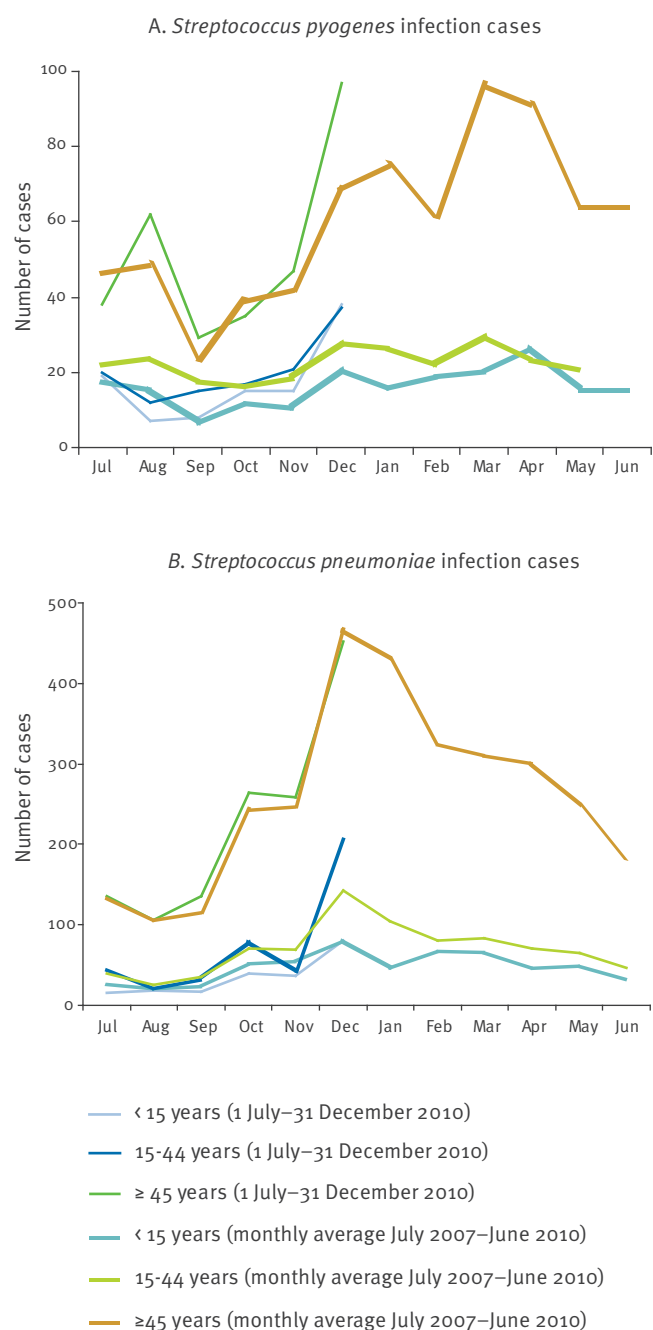 A. Streptococcus pyogenes infection cases
100
80
60
40
20
0
Number of cases
Jul Aug Sep Oct Nov Dec Jan Feb Mar Apr May Jun
B. Streptococcus pneumoniae infection cases
500
400
300
200
100
0
Number of cases
Jul Aug Sep Oct Nov Dec Jan Feb Mar Apr May Jun
< 15 years (1 July–31 December 2010)
15-44 years (1 July–31 December 2010)
≥ 45 years (1 July–31 December 2010)
< 15 years (monthly average July 2007–June 2010)
15-44 years (monthly average July 2007–June 2010)
≥45 years (monthly average July 2007–June 2010)